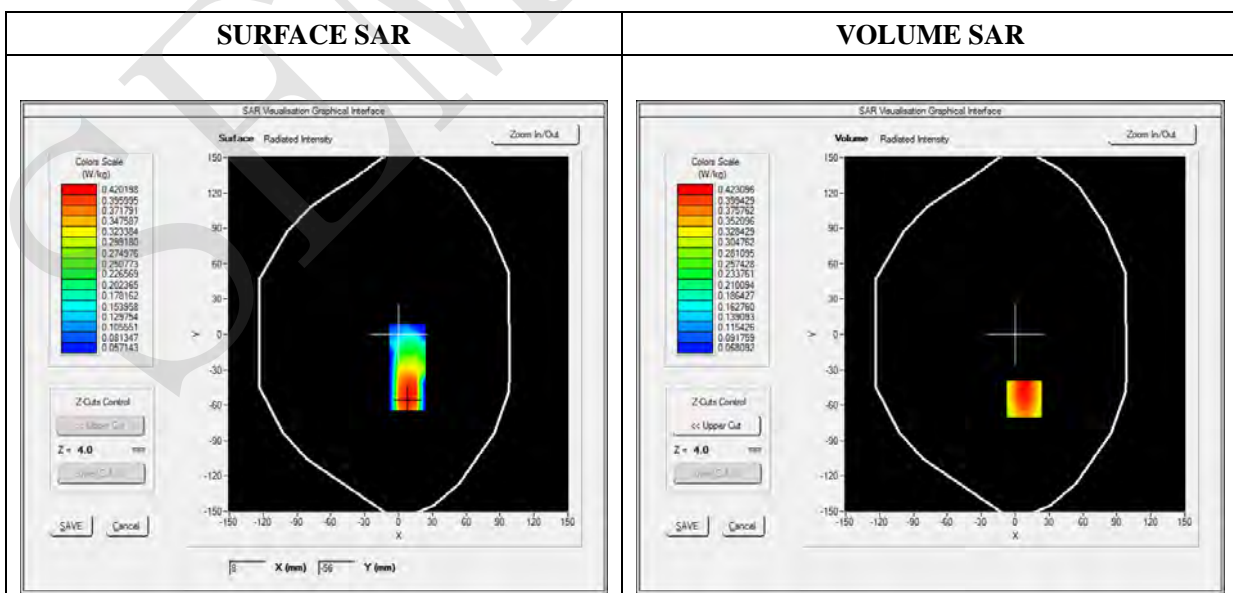 SURFACE SAR
VOLUME SAR
SAR Visualisation Graphical Interface
Surface Radiated Intensity
Zoom In/Out
Colors Scale
(W/kg)
0.420198
0.395995
0.371791
0.347587
0.323384
0.299180
0.274976
0.250773
0.226569
0.202365
0.178162
0.153958
0.129754
0.105551
0.081347
0.057143
Z-Cuts Control
<< Upper Cut
Z = 4.0 mm
SAVE
Cancel
150
120
90
60
30
0
-30
-60
-90
-120
-150
Y
-150 -120 -90 -60 -30 0 30 60 90 120 150
X
8 X (mm) -56 Y (mm)
SAR Visualisation Graphical Interface
Volume Radiated Intensity
Zoom In/Out
Colors Scale
(W/kg)
0.423096
0.399429
0.375762
0.352096
0.328429
0.304762
0.281095
0.257428
0.233761
0.210094
0.186427
0.162760
0.139093
0.115426
0.091759
0.068092
Z-Cuts Control
<< Upper Cut
Z = 4.0 mm
SAVE
Cancel
150
120
90
60
30
0
-30
-60
-90
-120
-150
Y
-150 -120 -90 -60 -30 0 30 60 90 120 150
X